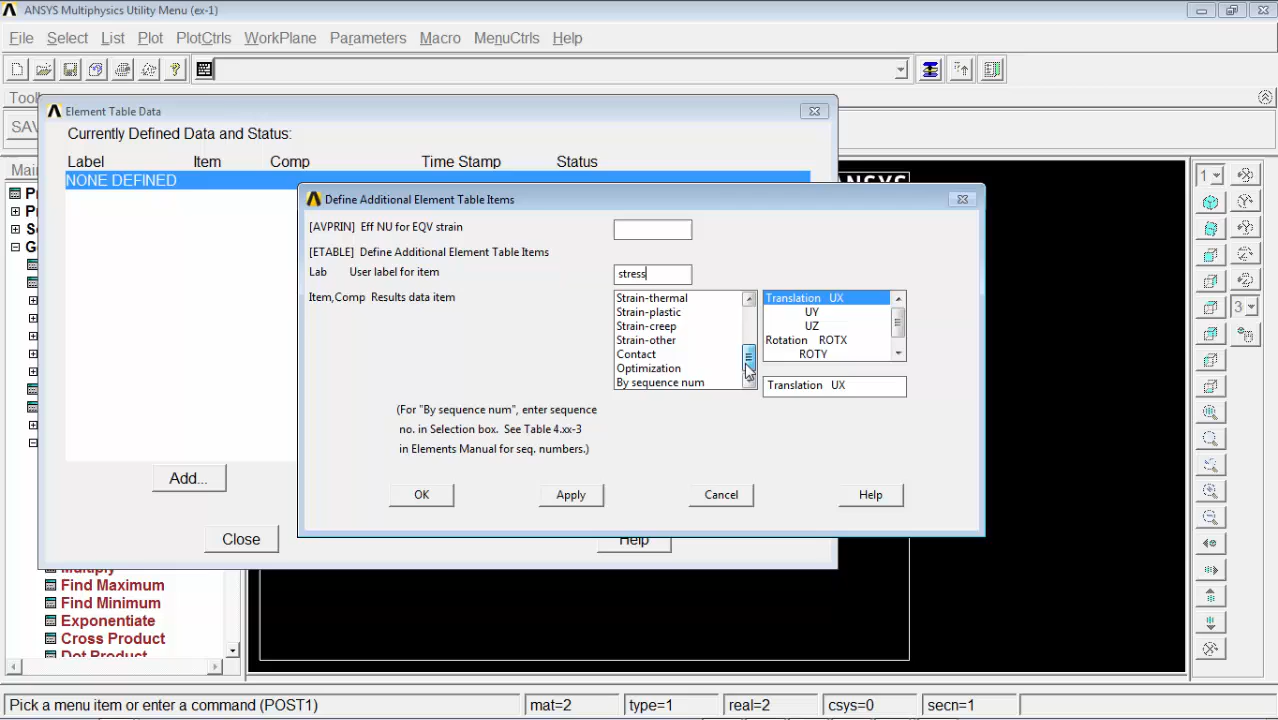 ANSYS Multiphysics Utility Menu (ex-1)
File Select List Plot PlotCtrls WorkPlane Parameters Macro MenuCtrls Help
Element Table Data
Currently Defined Data and Status:
Label Item Comp Time Stamp Status
NONE DEFINED
Define Additional Element Table Items
[AVPRIN] Eff NU for EQV strain
[ETABLE] Define Additional Element Table Items
Lab User label for item stress
Item,Comp Results data item
Strain-thermal
Strain-plastic
Strain-creep
Strain-other
Contact
Optimization
By sequence num
Translation UX
UY
UZ
Rotation ROTX
ROTY
Translation UX
(For "By sequence num", enter sequence
no. in Selection box. See Table 4.xx-3
in Elements Manual for seq. numbers.)
OK Apply Cancel Help
Add...
Close Help
Find Maximum
Find Minimum
Exponentiate
Cross Product
Dot Product
1
3
Pick a menu item or enter a command (POST1) mat=2 type=1 real=2 csys=0 secn=1